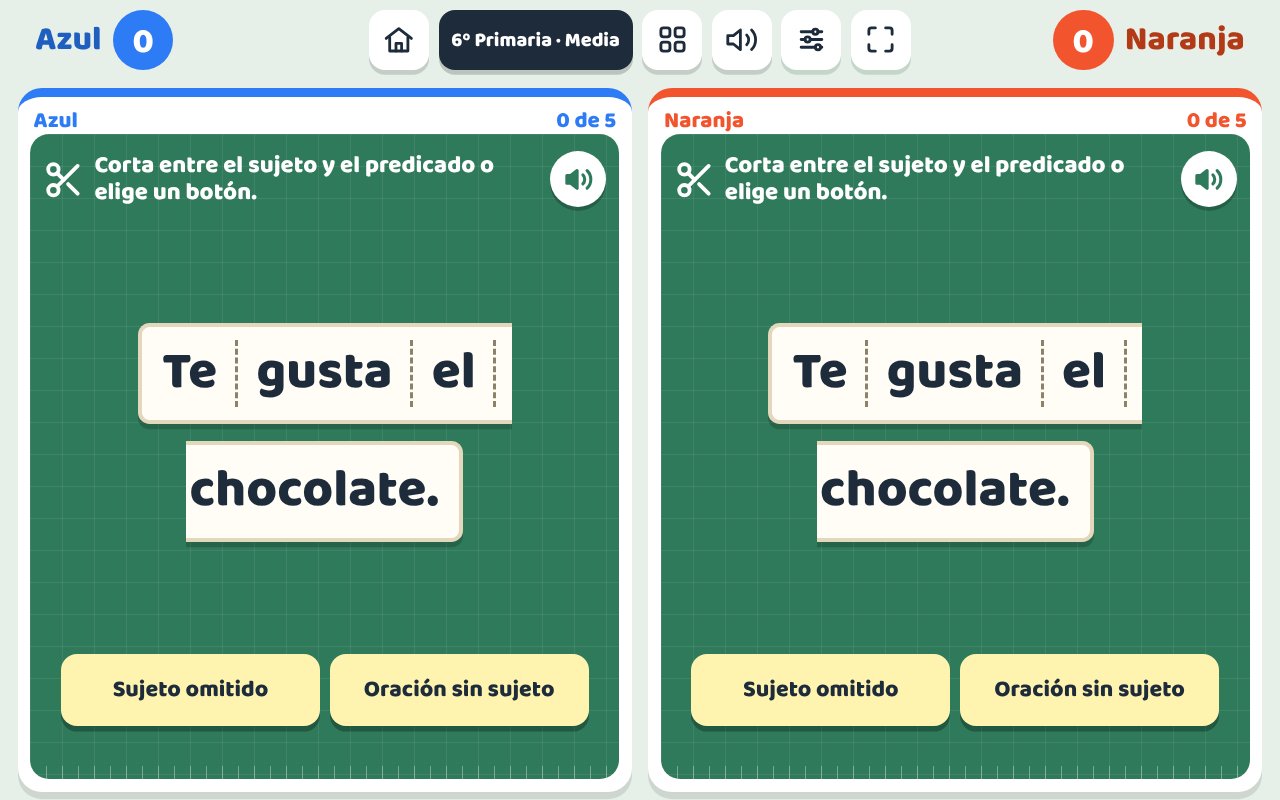 Azul 0
6º Primaria · Media
0 Naranja
Azul 0 de 5
Corta entre el sujeto y el predicado o
elige un botón.
Te gusta el
chocolate.
Sujeto omitido
Oración sin sujeto
Naranja 0 de 5
Corta entre el sujeto y el predicado o
elige un botón.
Te gusta el
chocolate.
Sujeto omitido
Oración sin sujeto